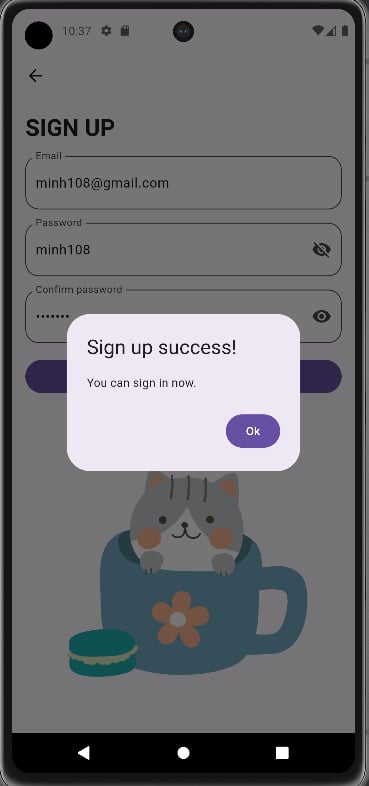 10:37
SIGN UP
Email
minh108@gmail.com
Password
minh108
Confirm password
•••••••
Sign up success!
You can sign in now.
Ok